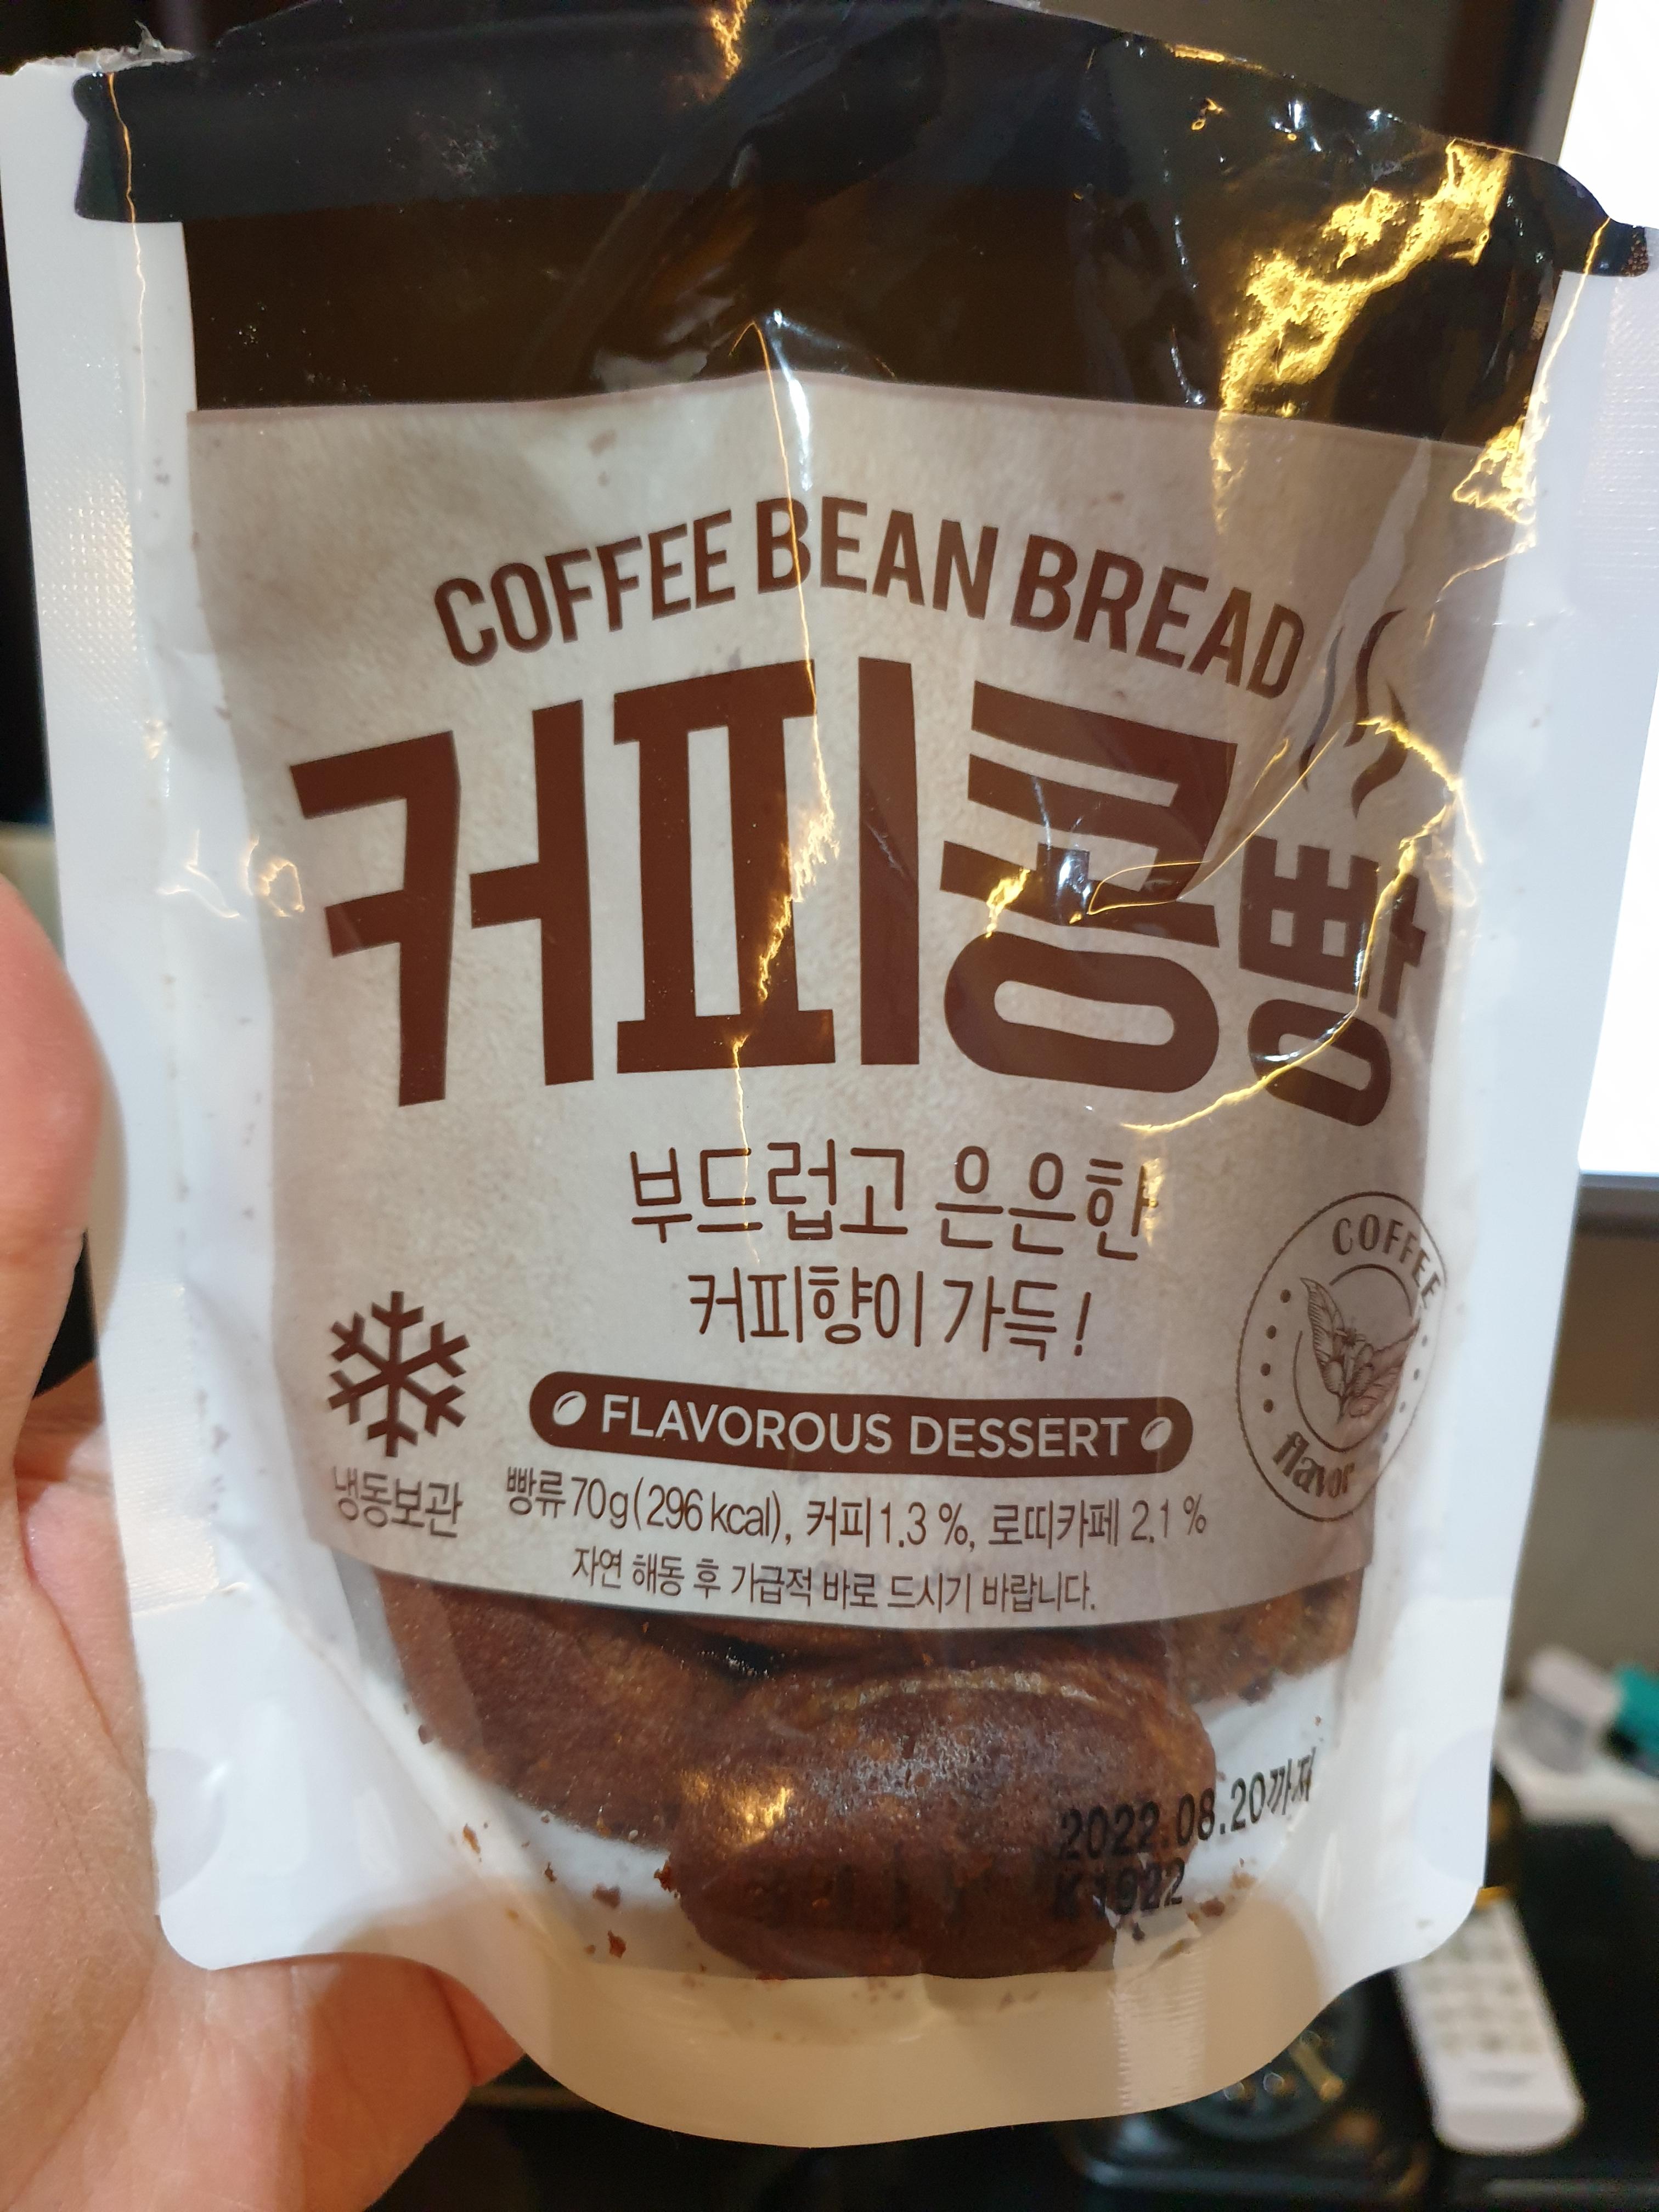 COFFEE BEAN BREAD
커피콩빵
부드럽고 은은한
커피향이 가득!
COFFEE
flavor
FLAVOROUS DESSERT
냉동보관
빵류 70g(296 kcal), 커피 1.3 %, 로띠카페 2.1 %
자연 해동 후 가급적 바로 드시기 바랍니다.
2022.08.20까지